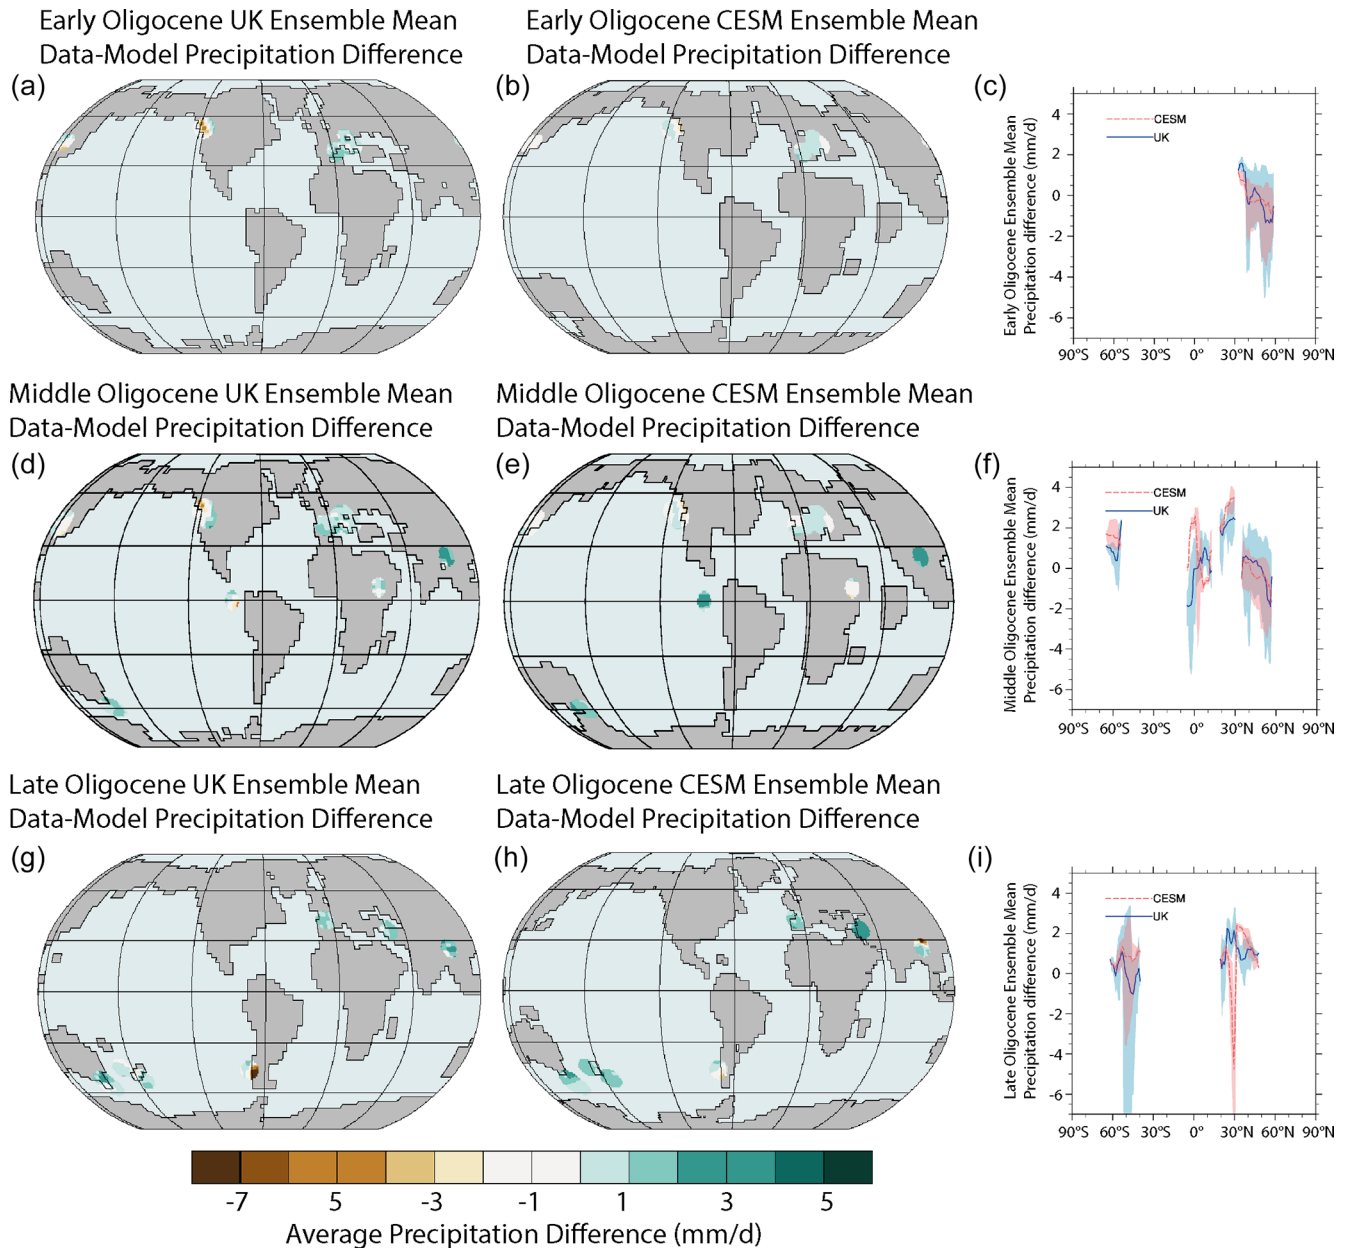 Early Oligocene UK Ensemble Mean
Data-Model Precipitation Difference
Early Oligocene CESM Ensemble Mean
Data-Model Precipitation Difference
(a)
(b)
(c)
Early Oligocene Ensemble Mean
Precipitation difference (mm/d)
4
2
0
-2
-4
-6
CESM
UK
90°S 60°S 30°S 0° 30°N 60°N 90°N
Middle Oligocene UK Ensemble Mean
Data-Model Precipitation Difference
Middle Oligocene CESM Ensemble Mean
Data-Model Precipitation Difference
(d)
(e)
(f)
Middle Oligocene Ensemble Mean
Precipitation difference (mm/d)
4
2
0
-2
-4
-6
CESM
UK
90°S 60°S 30°S 0° 30°N 60°N 90°N
Late Oligocene UK Ensemble Mean
Data-Model Precipitation Difference
Late Oligocene CESM Ensemble Mean
Data-Model Precipitation Difference
(g)
(h)
(i)
Late Oligocene Ensemble Mean
Precipitation difference (mm/d)
4
2
0
-2
-4
-6
CESM
UK
90°S 60°S 30°S 0° 30°N 60°N 90°N
-7 5 -3 -1 1 3 5
Average Precipitation Difference (mm/d)